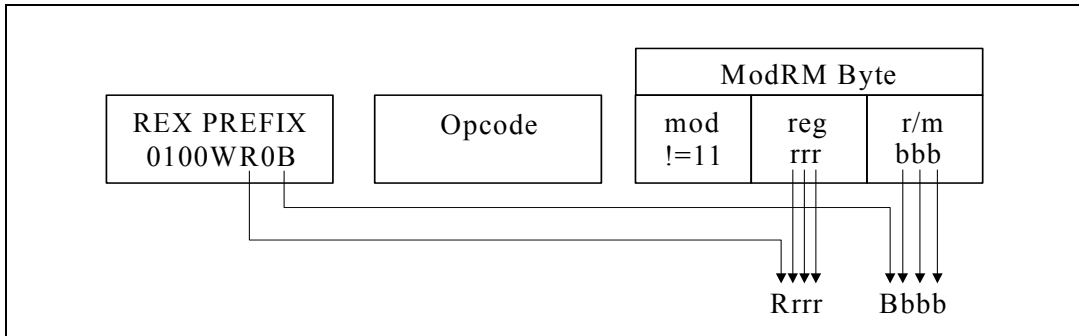 ModRM Byte
REX PREFIX
0100WR0B
Opcode
mod
!=11
reg
rrr
r/m
bbb
Rrrr
Bbbb